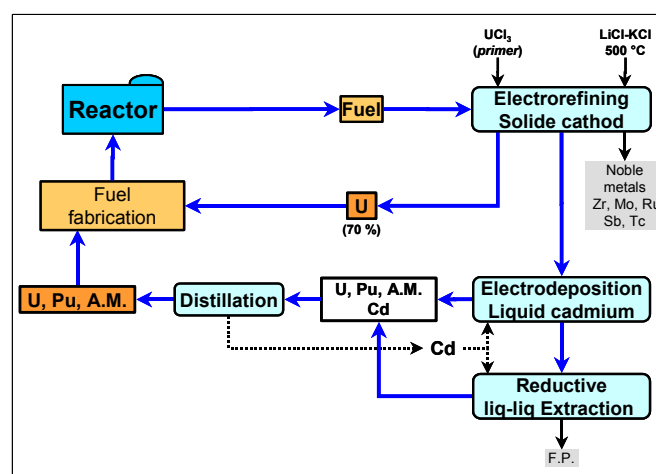 UCl3
(primer)
LiCl-KCl
500 °C
Reactor
Fuel
Electrorefining
Solide cathod
Noble
metals
Zr, Mo, Ru
Sb, Tc
Fuel
fabrication
U
(70 %)
U, Pu, A.M.
Distillation
U, Pu, A.M.
Cd
Electrodeposition
Liquid cadmium
Cd
Reductive
liq-liq Extraction
F.P.